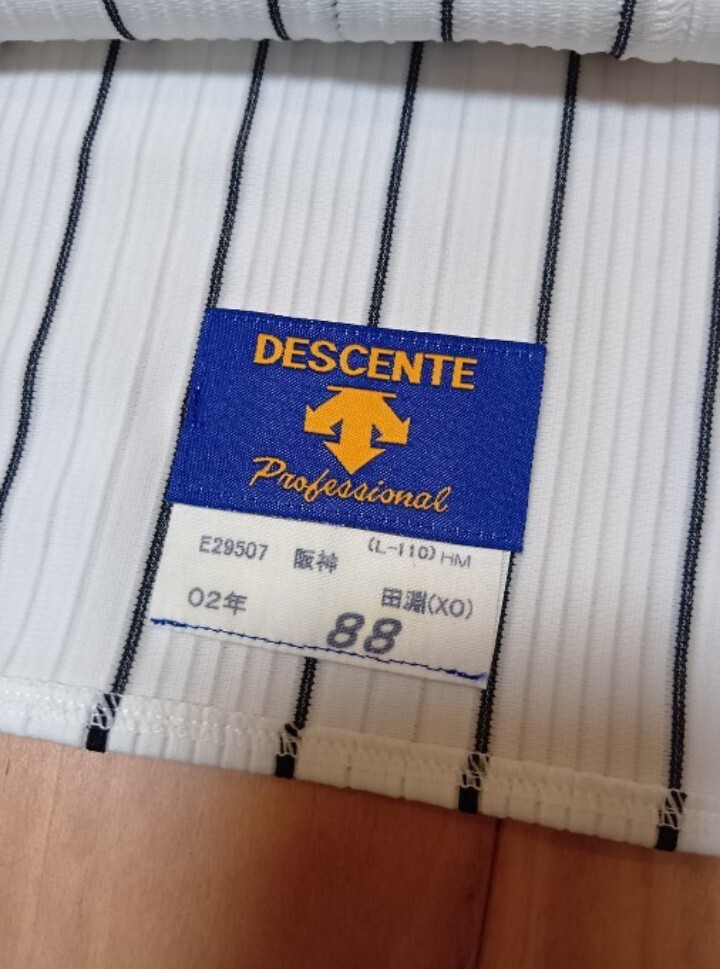 DESCENTE
Professional
E29507 阪神 (L-110) HM
02年 田淵(XO)
88